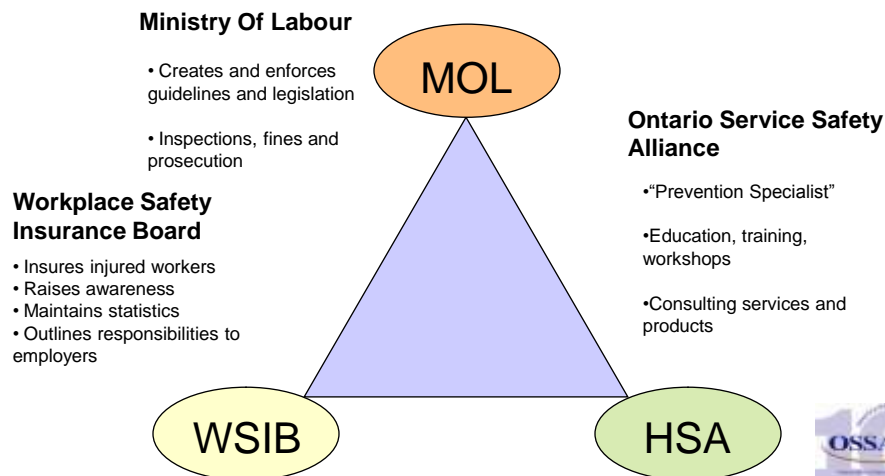 Ministry Of Labour
• Creates and enforces
guidelines and legislation
• Inspections, fines and
prosecution
MOL
Ontario Service Safety
Alliance
•“Prevention Specialist”
•Education, training,
workshops
•Consulting services and
products
Workplace Safety
Insurance Board
• Insures injured workers
• Raises awareness
• Maintains statistics
• Outlines responsibilities to
employers
WSIB
HSA